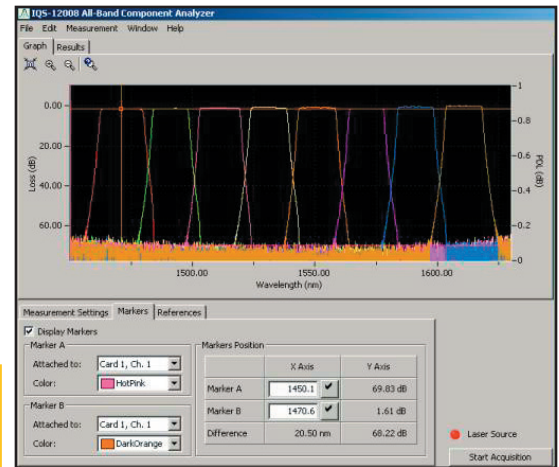 IQS-12008 All-Band Component Analyzer
File Edit Measurement Window Help
Graph Results
0.00
20.00
40.00
60.00
Loss (dB)
1
-0.8
-0.6
-0.4
-0.2
-0
PDL (dB)
1500.00 1550.00 1600.00
Wavelength (nm)
Measurement Settings Markers References
Display Markers
Marker A
Attached to: Card 1, Ch. 1
Color: HotPink
Marker B
Attached to: Card 1, Ch. 1
Color: DarkOrange
Markers Position
X Axis Y Axis
Marker A 1450.1 69.83 dB
Marker B 1470.6 1.61 dB
Difference 20.50 nm 68.22 dB
Laser Source
Start Acquisition